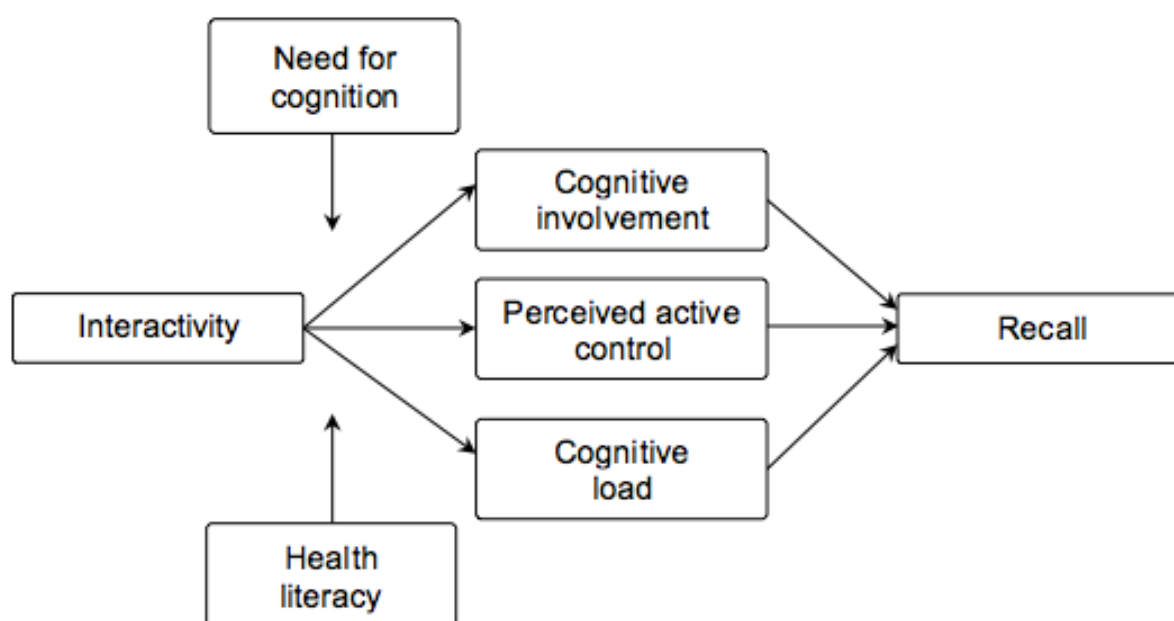 Need for
cognition
Cognitive
involvement
Interactivity
Perceived active
control
Recall
Cognitive
load
Health
literacy